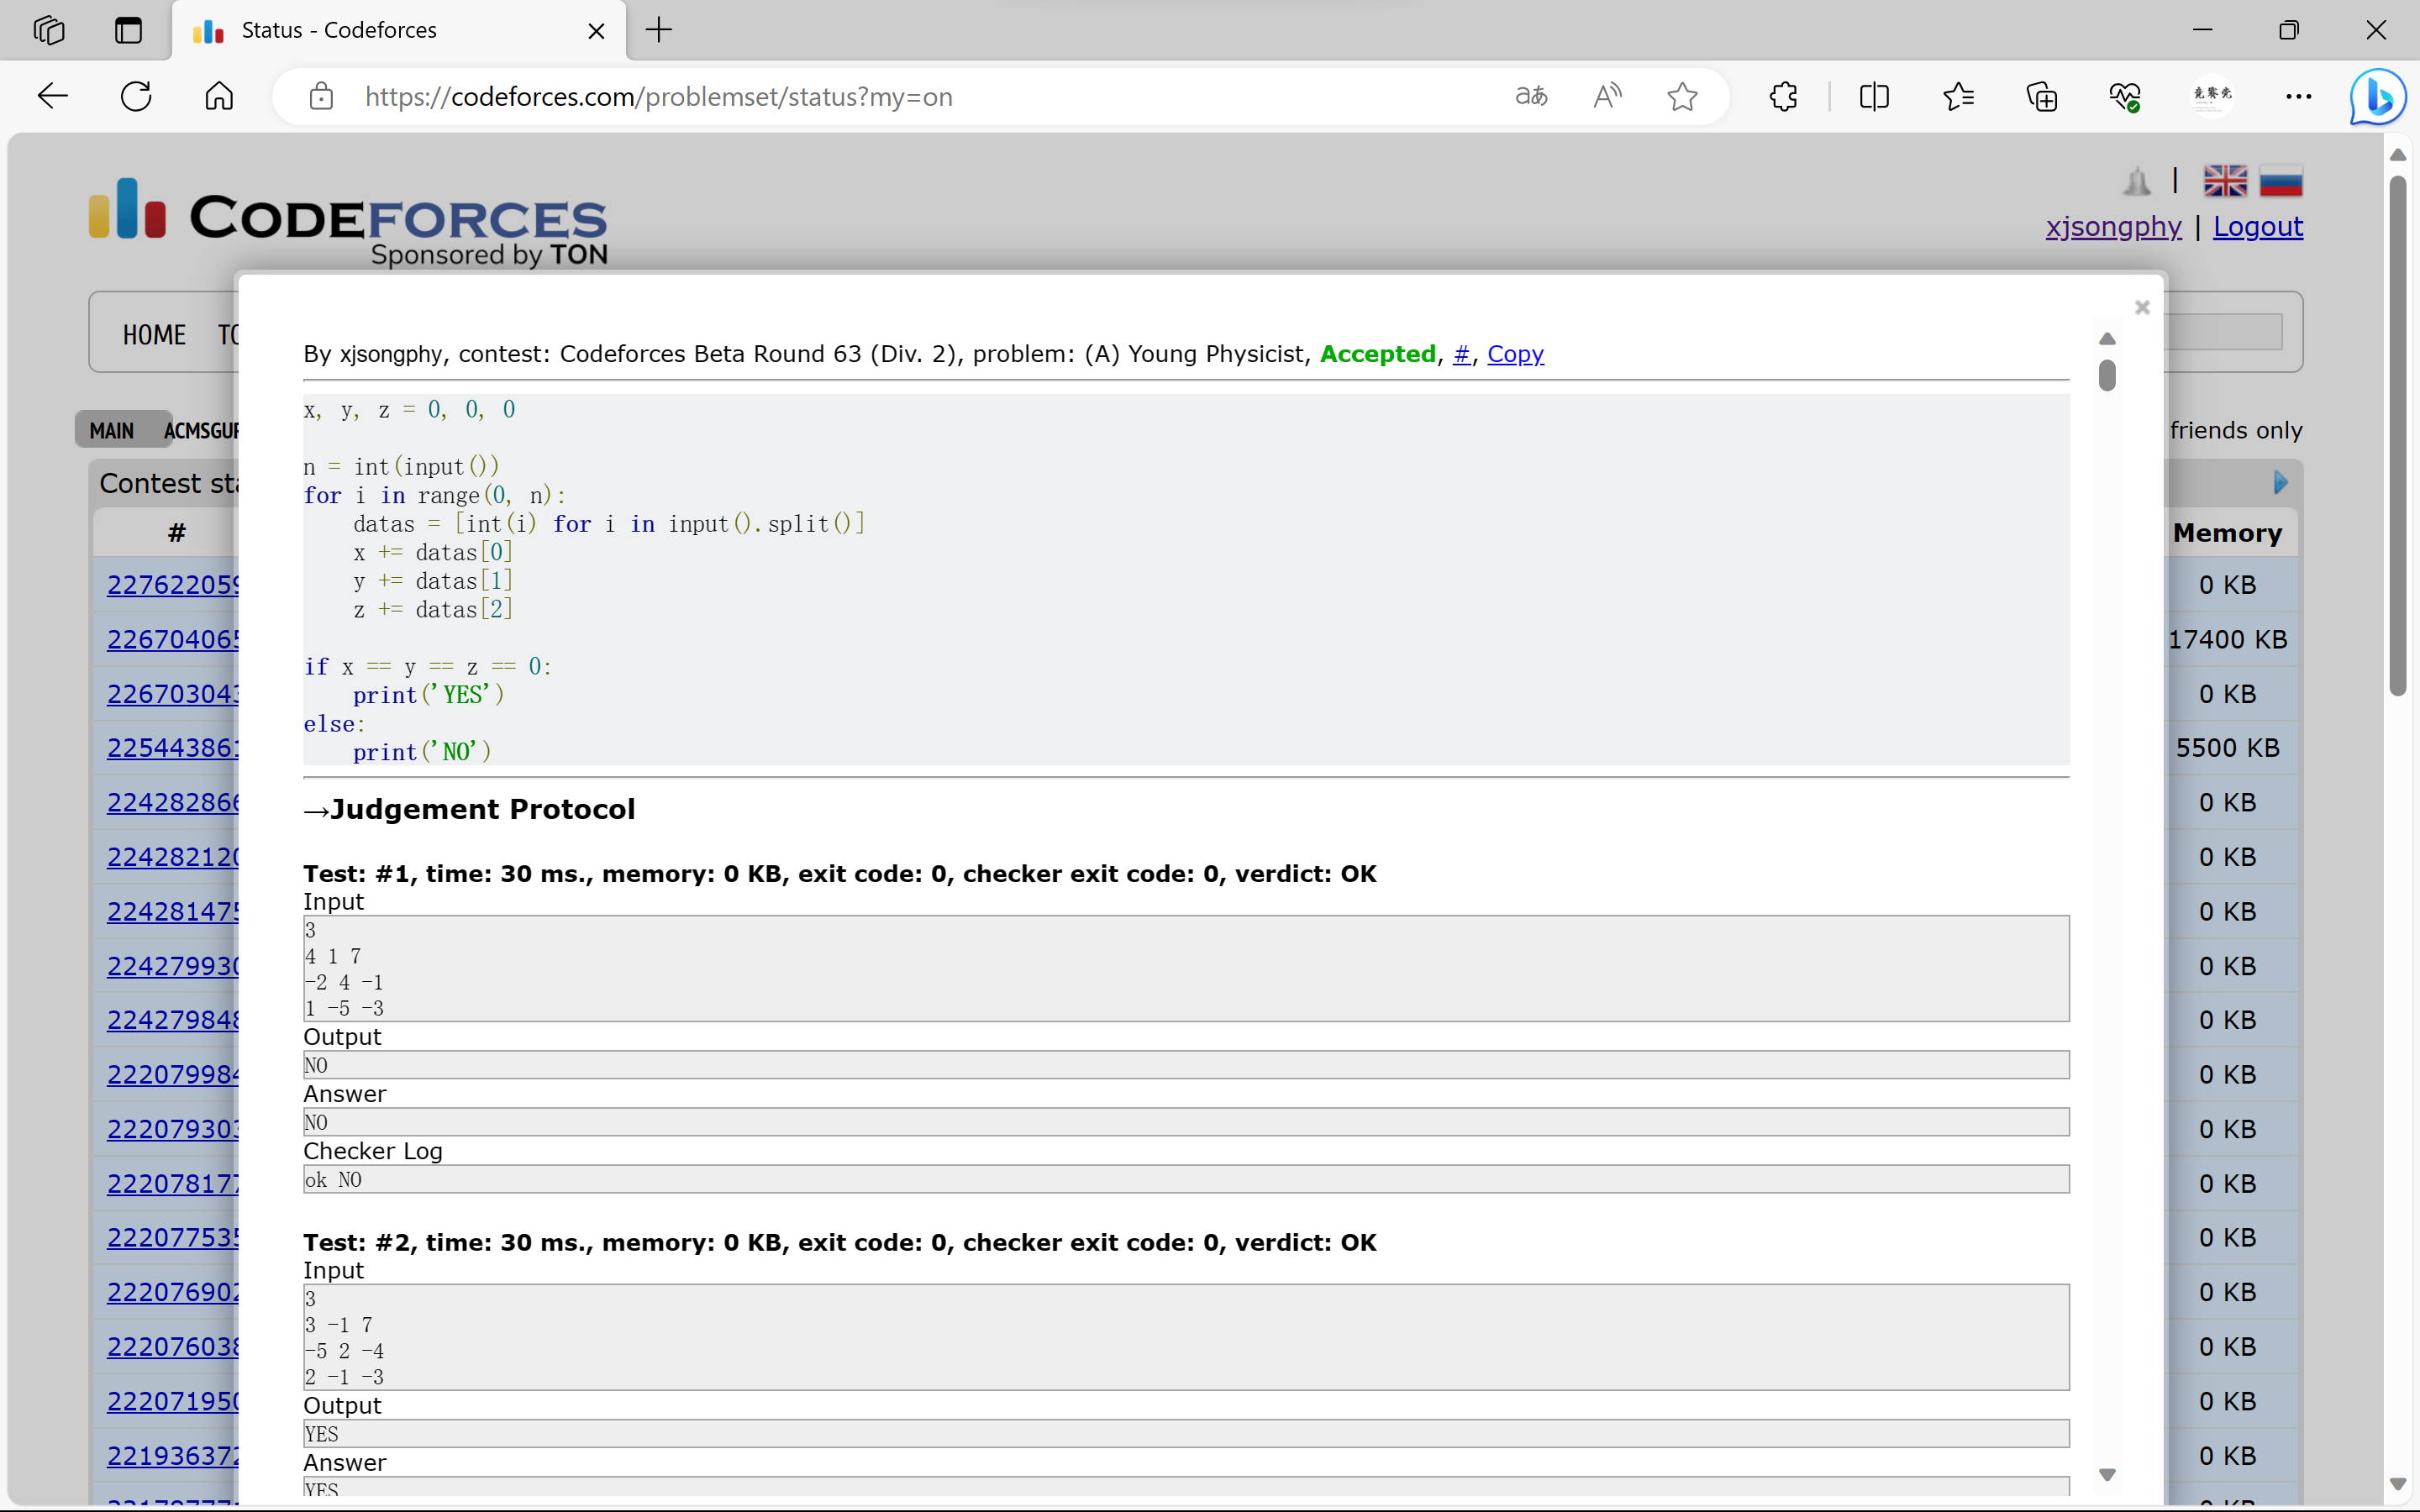 Status - Codeforces
https://codeforces.com/problemset/status?my=on
CODEFORCES
Sponsored by TON
xjsongphy | Logout
HOME
By xjsongphy, contest: Codeforces Beta Round 63 (Div. 2), problem: (A) Young Physicist, Accepted, #, Copy
x, y, z = 0, 0, 0
n = int(input())
for i in range(0, n):
    datas = [int(i) for i in input().split()]
    x += datas[0]
    y += datas[1]
    z += datas[2]
if x == y == z == 0:
    print('YES')
else:
    print('NO')
→Judgement Protocol
Test: #1, time: 30 ms., memory: 0 KB, exit code: 0, checker exit code: 0, verdict: OK
Input
3
4 1 7
-2 4 -1
1 -5 -3
Output
NO
Answer
NO
Checker Log
ok NO
Test: #2, time: 30 ms., memory: 0 KB, exit code: 0, checker exit code: 0, verdict: OK
Input
3
3 -1 7
-5 2 -4
2 -1 -3
Output
YES
Answer
YES
MAIN ACMSGU
friends only
Contest sta
#
22762205
22670406
22670304
22544386
22428286
22428212
22428147
22427993
22427984
22207998
22207930
22207817
22207753
22207690
22207603
22207195
22193637
Memory
0 KB
17400 KB
0 KB
5500 KB
0 KB
0 KB
0 KB
0 KB
0 KB
0 KB
0 KB
0 KB
0 KB
0 KB
0 KB
0 KB
0 KB